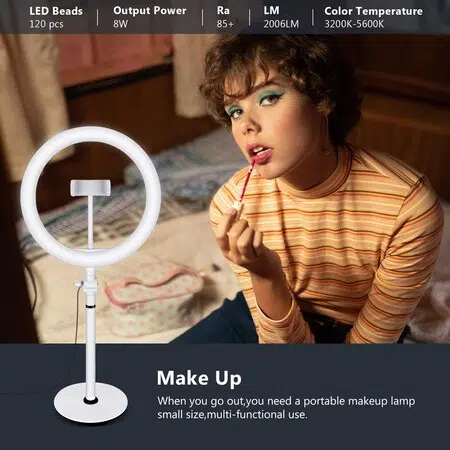 LED Beads Output Power Ra LM Color Temperature
120 pcs 8W 85+ 2006LM 3200K-5600K
Make Up
When you go out,you need a portable makeup lamp
small size,multi-functional use.